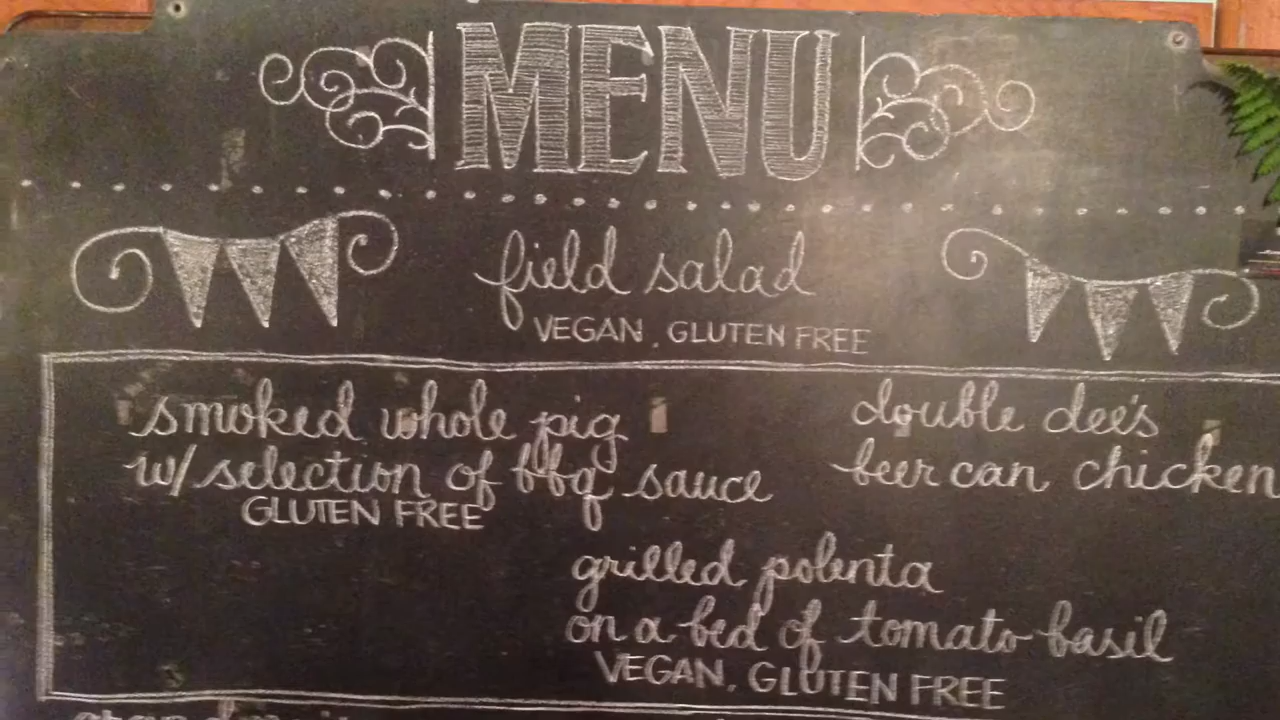 MENU
field salad
VEGAN, GLUTEN FREE
smoked whole pig
w/ selection of bbq sauce
GLUTEN FREE
double dee's
beer can chicken
grilled polenta
on a bed of tomato basil
VEGAN, GLUTEN FREE